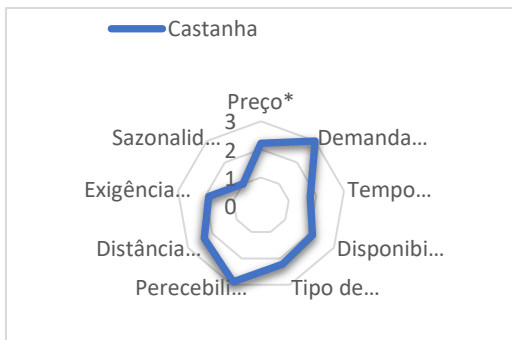 Castanha
Preço*
3
Sazonalid... Demanda...
2
1
Exigência... Tempo...
0
Distância... Disponibi...
Perecebili... Tipo de...